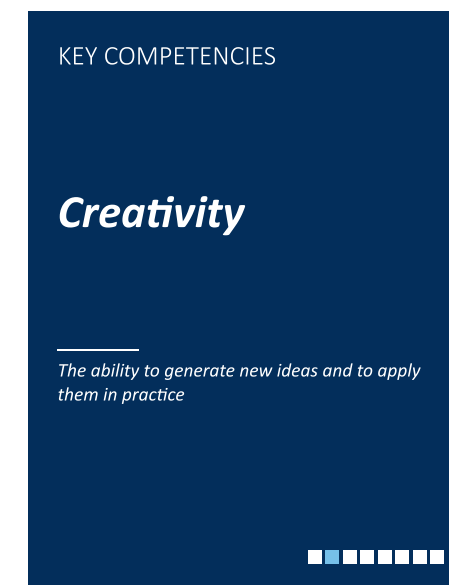 KEY COMPETENCIES
Creativity
The ability to generate new ideas and to apply
them in practice